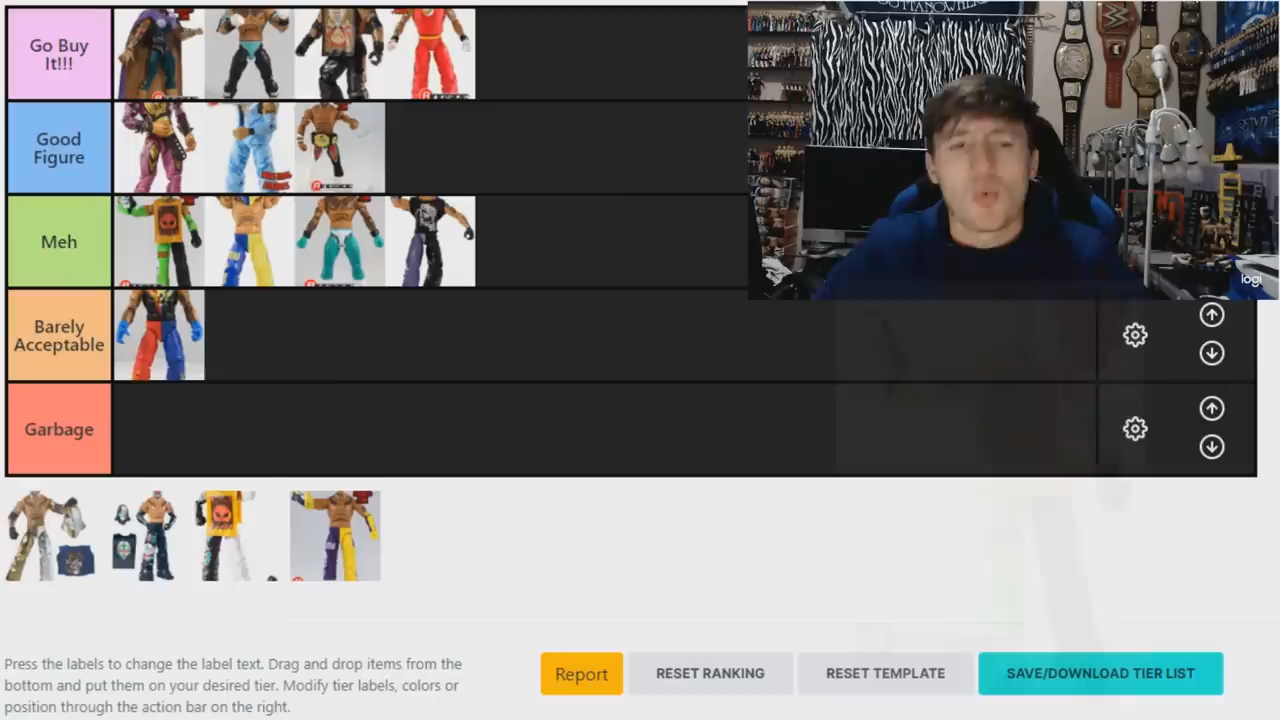 Go Buy
It!!!
Good
Figure
Meh
Barely
Acceptable
Garbage
logi
Press the labels to change the label text. Drag and drop items from the
bottom and put them on your desired tier. Modify tier labels, colors or
position through the action bar on the right.
Report
RESET RANKING
RESET TEMPLATE
SAVE/DOWNLOAD TIER LIST